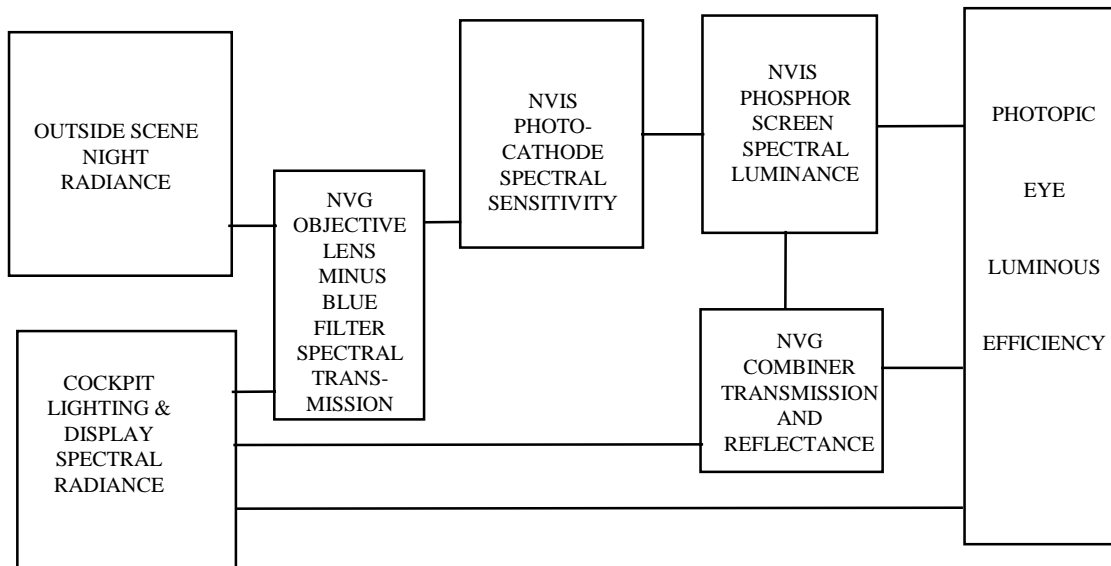 OUTSIDE SCENE
NIGHT
RADIANCE
COCKPIT
LIGHTING &
DISPLAY
SPECTRAL
RADIANCE
NVG
OBJECTIVE
LENS
MINUS
BLUE
FILTER
SPECTRAL
TRANS-
MISSION
NVIS
PHOTO-
CATHODE
SPECTRAL
SENSITIVITY
NVIS
PHOSPHOR
SCREEN
SPECTRAL
LUMINANCE
NVG
COMBINER
TRANSMISSION
AND
REFLECTANCE
PHOTOPIC
EYE
LUMINOUS
EFFICIENCY